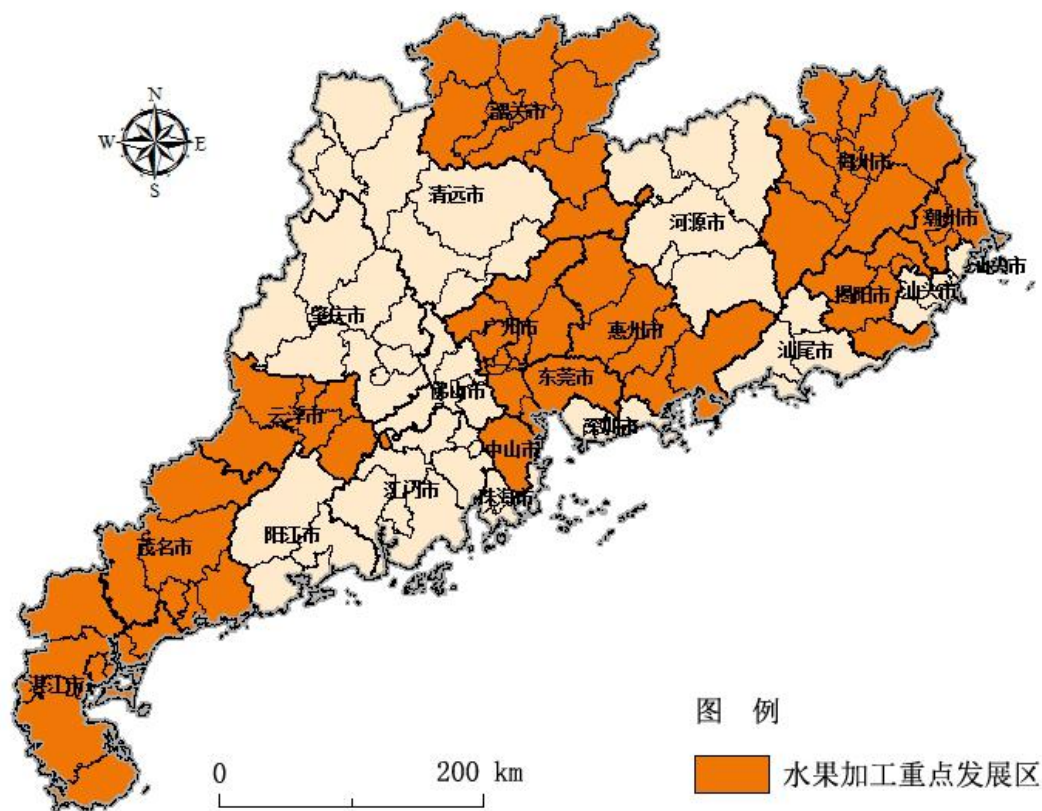 N
W E
S
韶关市
梅州市
清远市
潮州市
河源市
汕头市
揭阳市
汕头市
肇庆市
广州市
惠州市
汕尾市
东莞市
佛山市
云浮市
深圳市
中山市
江门市
珠海市
阳江市
茂名市
湛江市
图 例
水果加工重点发展区
0 200 km